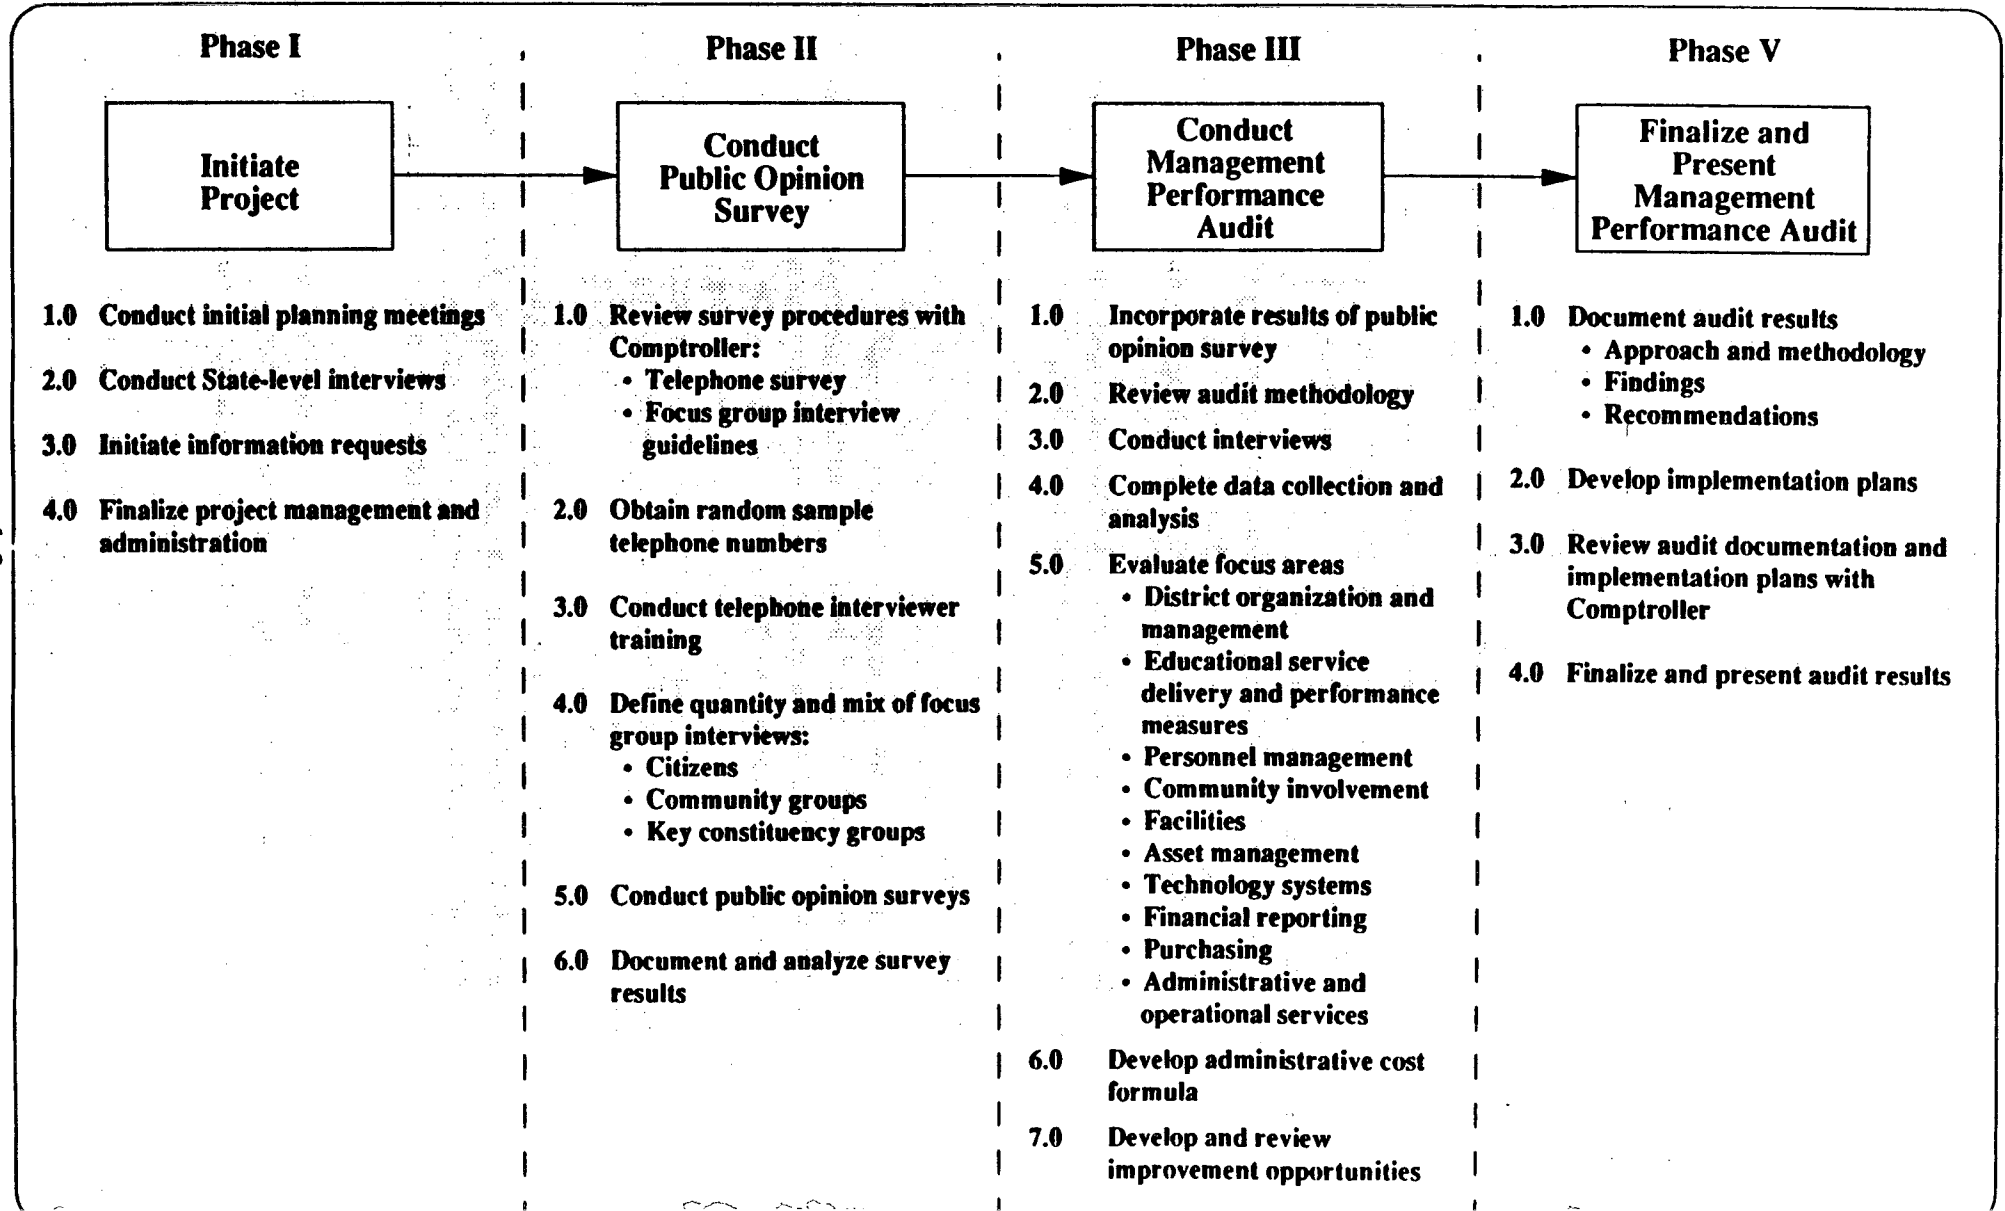 Phase I
Initiate
Project
1.0 Conduct initial planning meetings
2.0 Conduct State-level interviews
3.0 Initiate information requests
4.0 Finalize project management and
administration
Phase II
Conduct
Public Opinion
Survey
1.0 Review survey procedures with
Comptroller:
• Telephone survey
• Focus group interview
guidelines
2.0 Obtain random sample
telephone numbers
3.0 Conduct telephone interviewer
training
4.0 Define quantity and mix of focus
group interviews:
• Citizens
• Community groups
• Key constituency groups
5.0 Conduct public opinion surveys
6.0 Document and analyze survey
results
Phase III
Conduct
Management
Performance
Audit
1.0 Incorporate results of public
opinion survey
2.0 Review audit methodology
3.0 Conduct interviews
4.0 Complete data collection and
analysis
5.0 Evaluate focus areas
• District organization and
management
• Educational service
delivery and performance
measures
• Personnel management
• Community involvement
• Facilities
• Asset management
• Technology systems
• Financial reporting
• Purchasing
• Administrative and
operational services
6.0 Develop administrative cost
formula
7.0 Develop and review
improvement opportunities
Phase V
Finalize and
Present
Management
Performance Audit
1.0 Document audit results
• Approach and methodology
• Findings
• Recommendations
2.0 Develop implementation plans
3.0 Review audit documentation and
implementation plans with
Comptroller
4.0 Finalize and present audit results